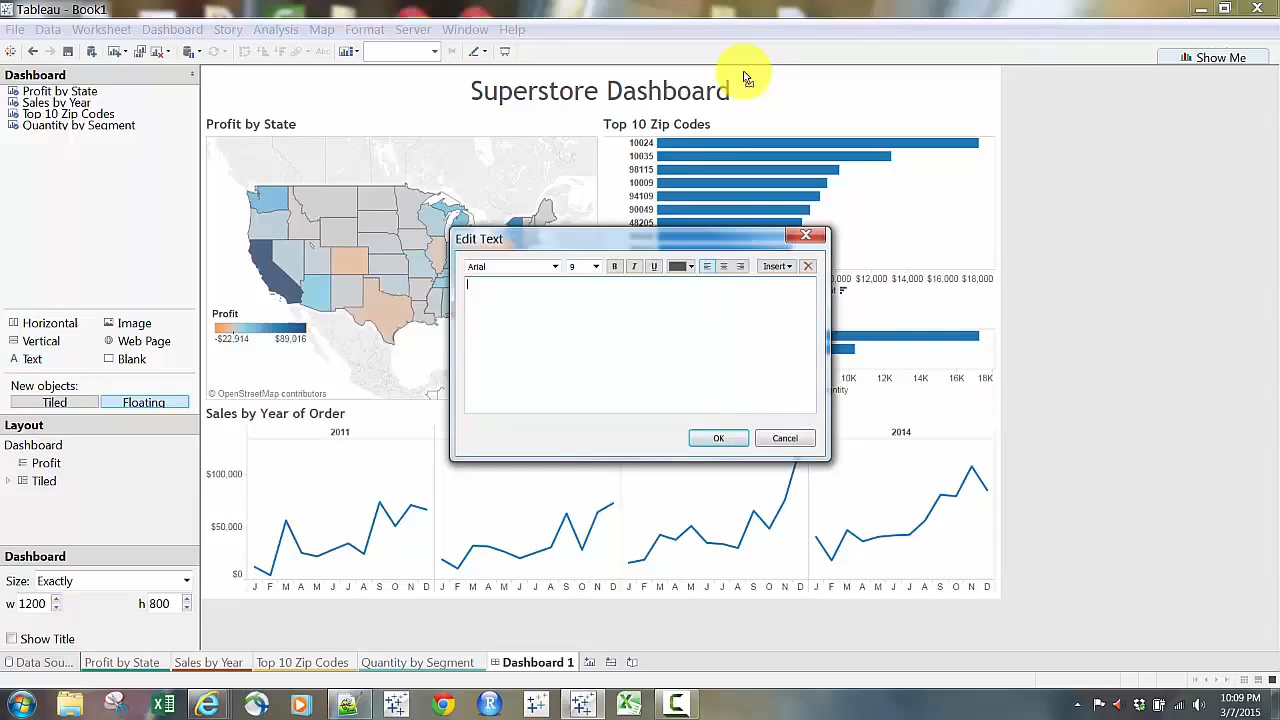 Tableau - Book1
File Data Worksheet Dashboard Story Analysis Map Format Server Window Help
Abc
Show Me
Dashboard
Profit by State
Sales by Year
Top 10 Zip Codes
Quantity by Segment
Horizontal Image
Vertical Web Page
A Text Blank
New objects:
Tiled Floating
Layout
Dashboard
Profit
Tiled
Dashboard
Size: Exactly
w 1200 h 800
Show Title
Superstore Dashboard
Profit by State
Profit
-$22,914 $89,016
© OpenStreetMap contributors
Top 10 Zip Codes
10024
10035
98115
10009
94109
90049
48205
$12,000 $14,000 $16,000 $18,000
10K 12K 14K 16K 18K
Edit Text
Arial 9 B I U Insert
OK Cancel
Sales by Year of Order
2011 2014
$100,000
$50,000
$0
J F M A M J J A S O N D J F M A M J J A S O N D J F M A M J J A S O N D J F M A M J J A S O N D
Data Sou... Profit by State Sales by Year Top 10 Zip Codes Quantity by Segment Dashboard 1
10:09 PM
3/7/2015